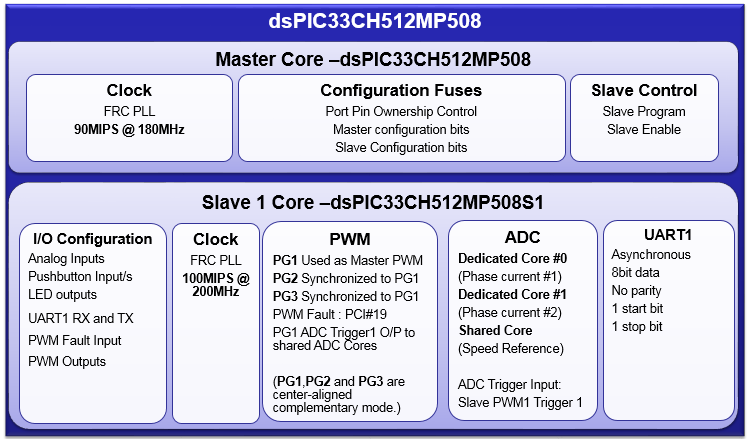 dsPIC33CH512MP508
Master Core –dsPIC33CH512MP508
Clock
FRC PLL
90MIPS @ 180MHz
Configuration Fuses
Port Pin Ownership Control
Master configuration bits
Slave Configuration bits
Slave Control
Slave Program
Slave Enable
Slave 1 Core –dsPIC33CH512MP508S1
I/O Configuration
Analog Inputs
Pushbutton Input/s
LED outputs
UART1 RX and TX
PWM Fault Input
PWM Outputs
Clock
FRC PLL
100MIPS @
200MHz
PWM
PG1 Used as Master PWM
PG2 Synchronized to PG1
PG3 Synchronized to PG1
PWM Fault : PCI#19
PG1 ADC Trigger1 O/P to
shared ADC Cores
(PG1,PG2 and PG3 are
center-aligned
complementary mode.)
ADC
Dedicated Core #0
(Phase current #1)
Dedicated Core #1
(Phase current #2)
Shared Core
(Speed Reference)
ADC Trigger Input:
Slave PWM1 Trigger 1
UART1
Asynchronous
8bit data
No parity
1 start bit
1 stop bit